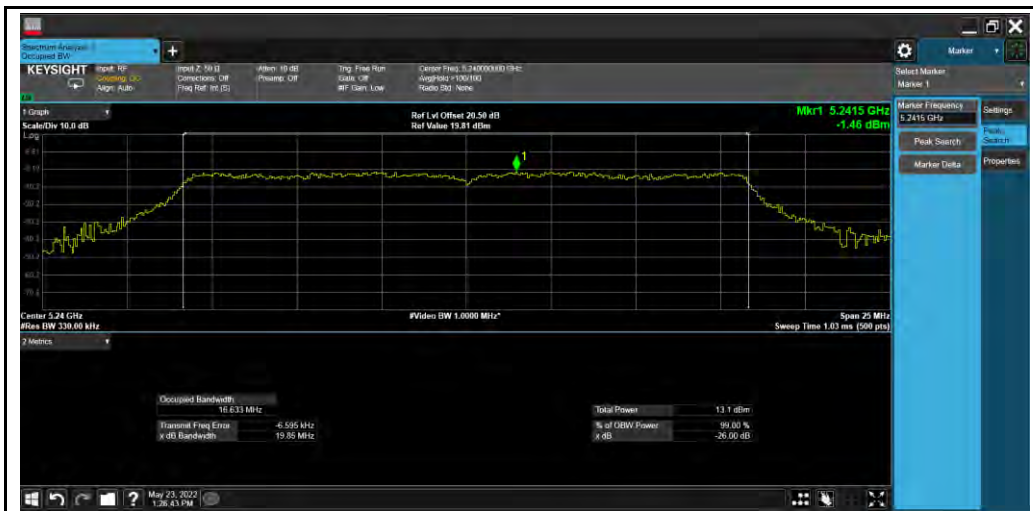 Spectrum Analyzer 1
Occupied BW
+
Marker
KEYSIGHT
Input: RF
Coupling: DC
Align: Auto
Input Z: 50 Ω
Corrections: Off
Freq Ref: Int (S)
Atten: 10 dB
Preamp: Off
Trig: Free Run
Gate: Off
#IF Gain: Low
Center Freq: 5.240000000 GHz
Avg|Hold: >100/100
Radio Std: None
Select Marker
Marker 1
1 Graph
Scale/Div 10.0 dB
Log
Ref Lvl Offset 20.50 dB
Ref Value 19.81 dBm
Mkr1 5.2415 GHz
-1.46 dBm
Marker Frequency
5.2415 GHz
Settings
Peak Search
Peak Search
Marker Delta
Properties
1
Center 5.24 GHz
#Res BW 330.00 kHz
#Video BW 1.0000 MHz*
Span 25 MHz
Sweep Time 1.03 ms (500 pts)
2 Metrics
Occupied Bandwidth
16.633 MHz
Transmit Freq Error -6.595 kHz
x dB Bandwidth 19.85 MHz
Total Power 13.1 dBm
% of OBW Power 99.00 %
x dB -26.00 dB
?
May 23, 2022
1:26:43 PM